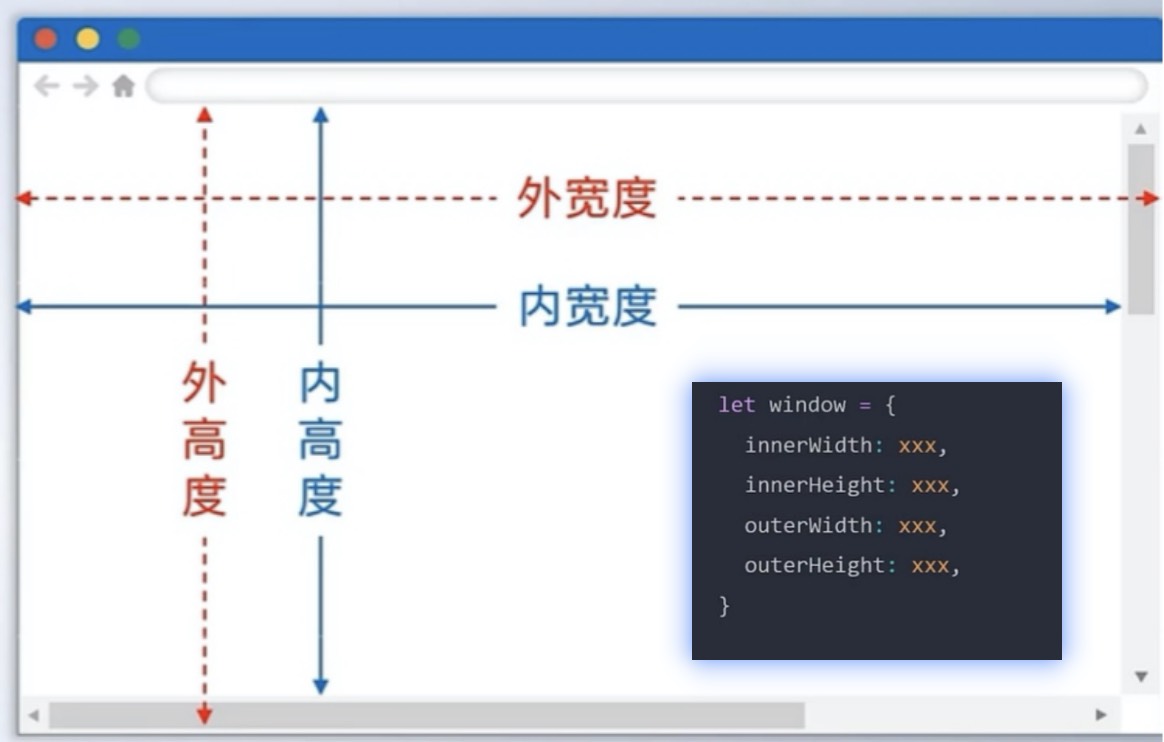 外宽度
内宽度
外高度
内高度
let window = {
innerWidth: xxx,
innerHeight: xxx,
outerWidth: xxx,
outerHeight: xxx,
}